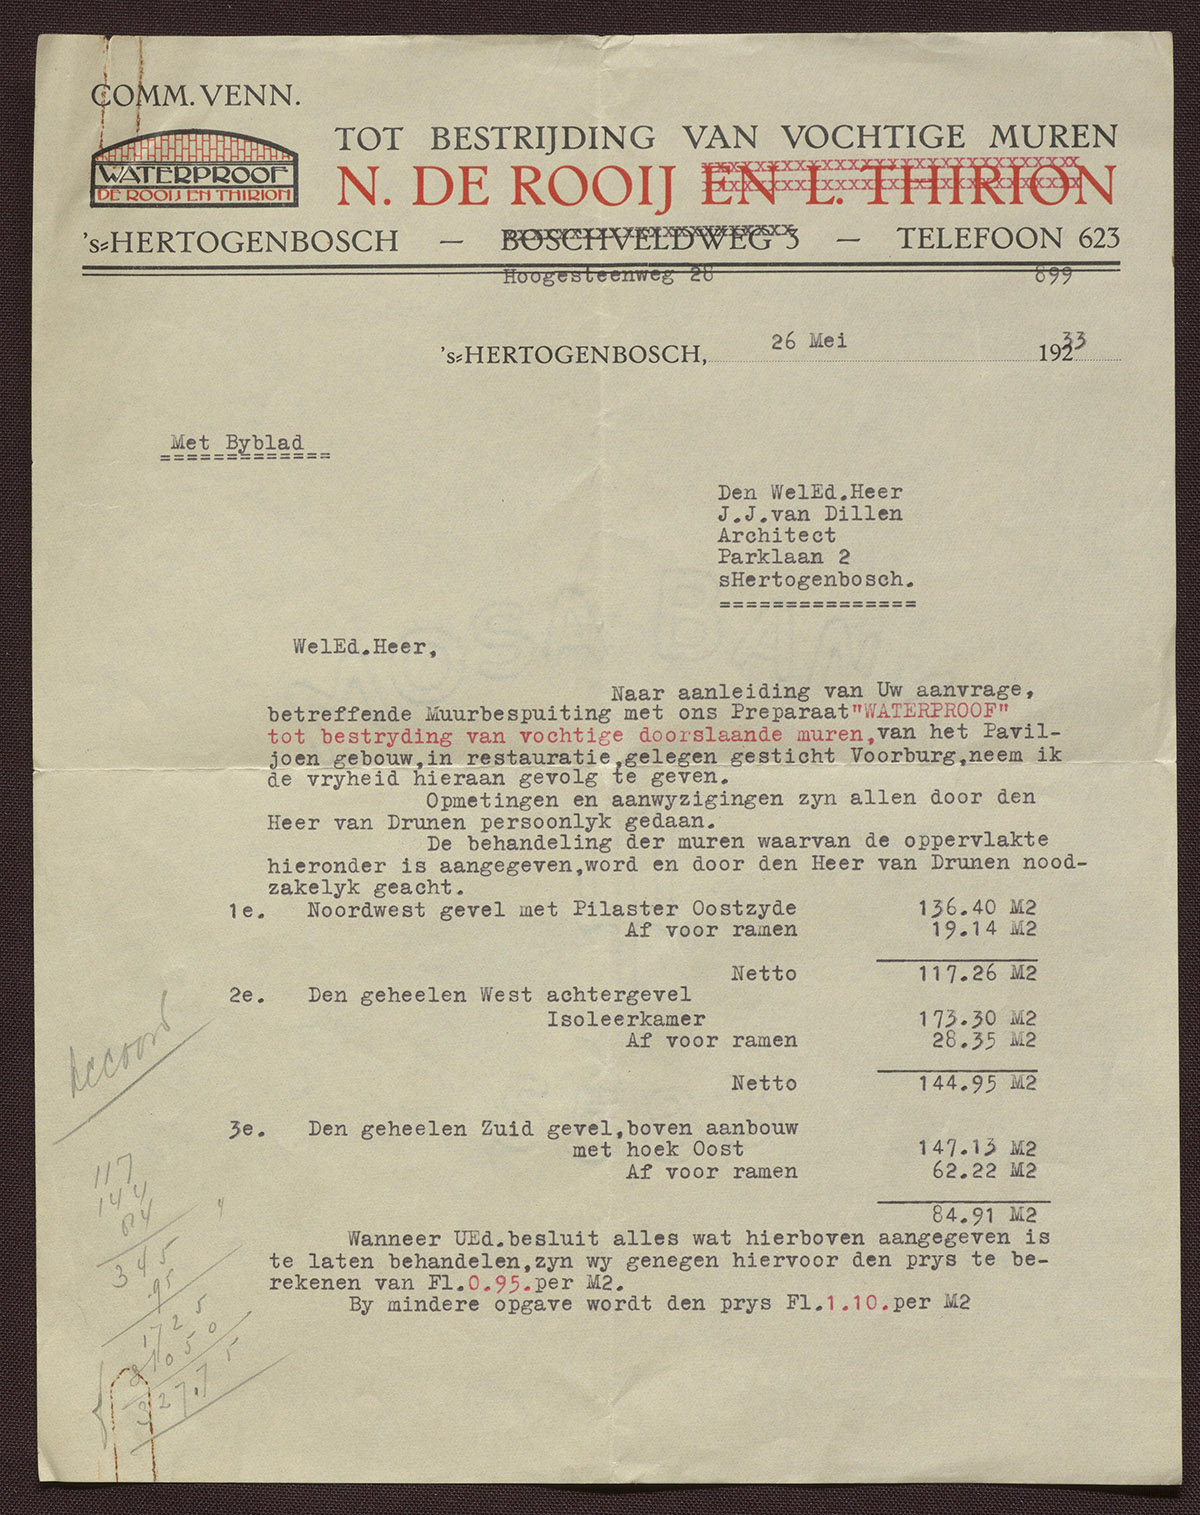 COMM. VENN.
WATERPROOF
DE ROOIJ EN THIRION
TOT BESTRIJDING VAN VOCHTIGE MUREN
N. DE ROOIJ EN L. THIRION
's-HERTOGENBOSCH — BOSCHVELDWEG 3 — TELEFOON 623
Hoogesteenweg 28 899
's-HERTOGENBOSCH, 26 Mei 19233
Met Byblad
Den WelEd.Heer
J.J.van Dillen
Architect
Parklaan 2
sHertogenbosch.
WelEd.Heer,
Naar aanleiding van Uw aanvrage,
betreffende Muurbespuiting met ons Preparaat"WATERPROOF"
tot bestryding van vochtige doorslaande muren,van het Pavil-
joen gebouw,in restauratie,gelegen gesticht Voorburg,neem ik
de vryheid hieraan gevolg te geven.
Opmetingen en aanwyzigingen zyn allen door den
Heer van Drunen persoonlyk gedaan.
De behandeling der muren waarvan de oppervlakte
hieronder is aangegeven,word en door den Heer van Drunen nood-
zakelyk geacht.
1e. Noordwest gevel met Pilaster Oostzyde 136.40 M2
Af voor ramen 19.14 M2
Netto 117.26 M2
2e. Den geheelen West achtergevel
Isoleerkamer 173.30 M2
Af voor ramen 28.35 M2
Netto 144.95 M2
3e. Den geheelen Zuid gevel,boven aanbouw
met hoek Oost 147.13 M2
Af voor ramen 62.22 M2
84.91 M2
Wanneer UEd.besluit alles wat hierboven aangegeven is
te laten behandelen,zyn wy genegen hiervoor den prys te be-
rekenen van Fl.0.95.per M2.
By mindere opgave wordt den prys Fl.1.10.per M2
Accoord
117
144
84
345
.95
1725
31050
327.75